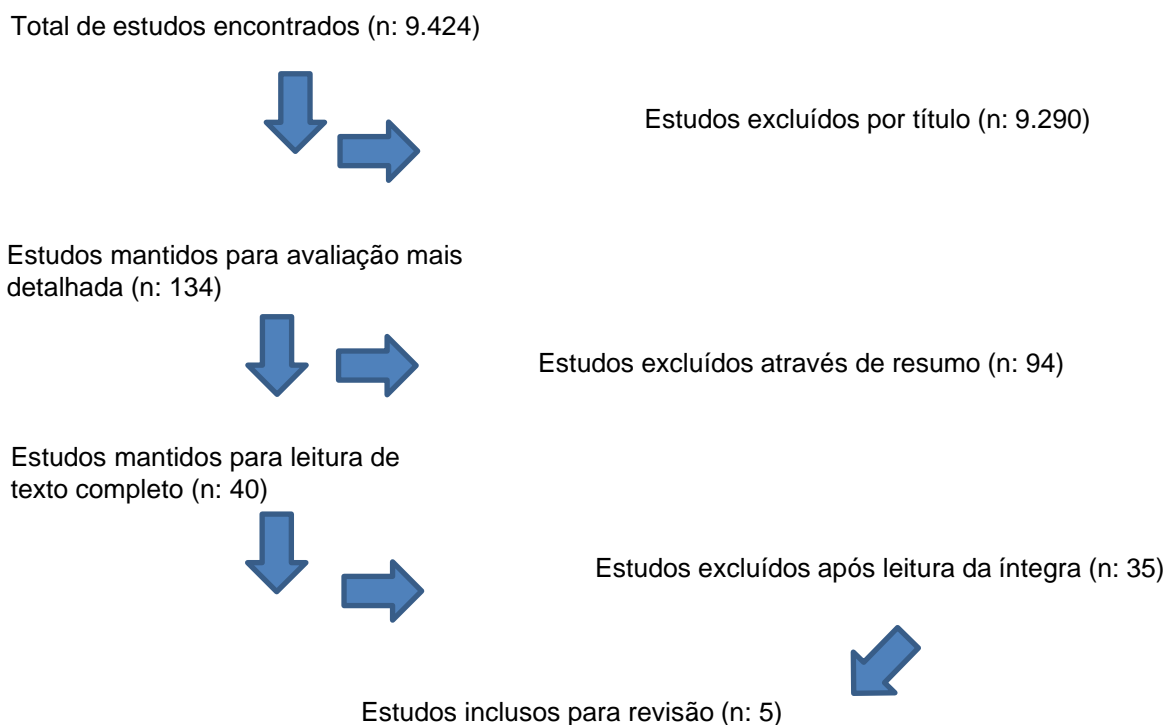 Total de estudos encontrados (n: 9.424)
Estudos excluídos por título (n: 9.290)
Estudos mantidos para avaliação mais
detalhada (n: 134)
Estudos excluídos através de resumo (n: 94)
Estudos mantidos para leitura de
texto completo (n: 40)
Estudos excluídos após leitura da íntegra (n: 35)
Estudos inclusos para revisão (n: 5)